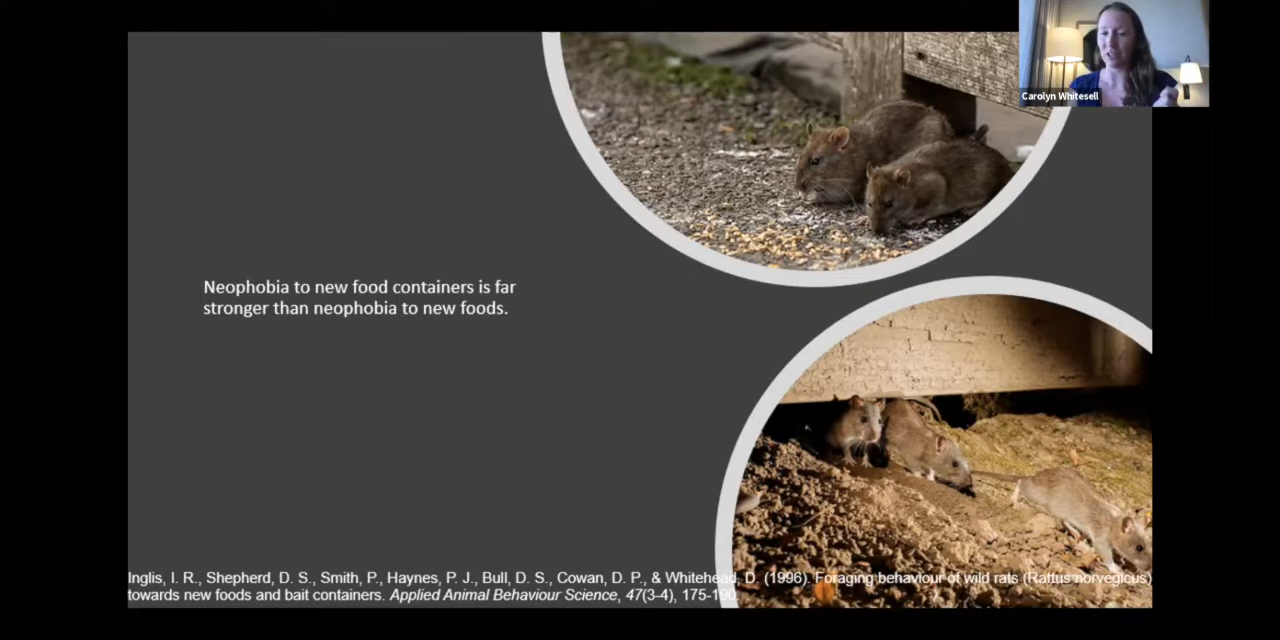 Carolyn Whitesell
Neophobia to new food containers is far
stronger than neophobia to new foods.
Inglis, I. R., Shepherd, D. S., Smith, P., Haynes, P. J., Bull, D. S., Cowan, D. P., & Whitehead, D. (1996). Foraging behaviour of wild rats (Rattus norvegicus)
towards new foods and bait containers. Applied Animal Behaviour Science, 47(3-4), 175-190.